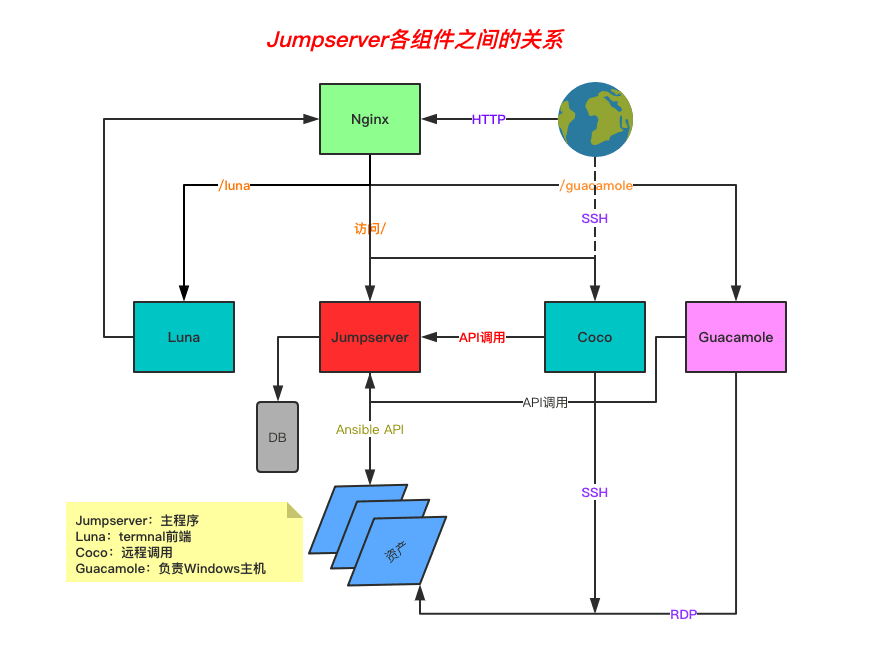 Jumpserver各组件之间的关系
Nginx
HTTP
/luna
/guacamole
SSH
访问/
Luna
Jumpserver
API调用
Coco
Guacamole
API调用
DB
Ansible API
SSH
资产
Jumpserver：主程序
Luna：termnal前端
Coco：远程调用
Guacamole：负责Windows主机
RDP